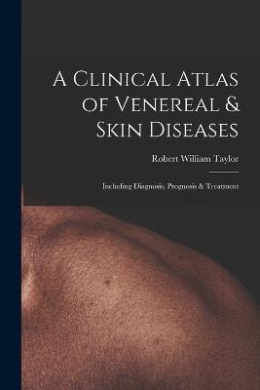 A Clinical Atlas
of Venereal &
Skin Diseases
Robert William Taylor
Including Diagnosis, Prognosis & Treatment